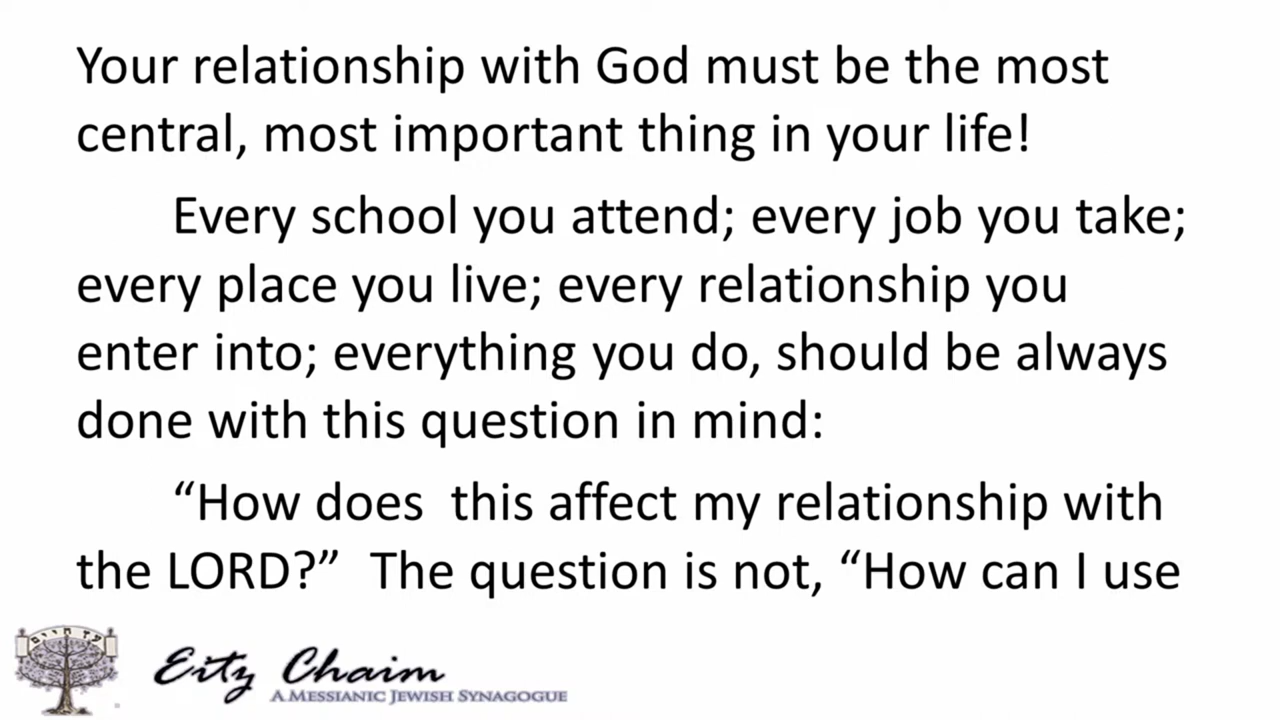 Your relationship with God must be the most
central, most important thing in your life!
Every school you attend; every job you take;
every place you live; every relationship you
enter into; everything you do, should be always
done with this question in mind:
“How does  this affect my relationship with
the LORD?”  The question is not, “How can I use
עץ חיים
Eitz Chaim
A MESSIANIC JEWISH SYNAGOGUE